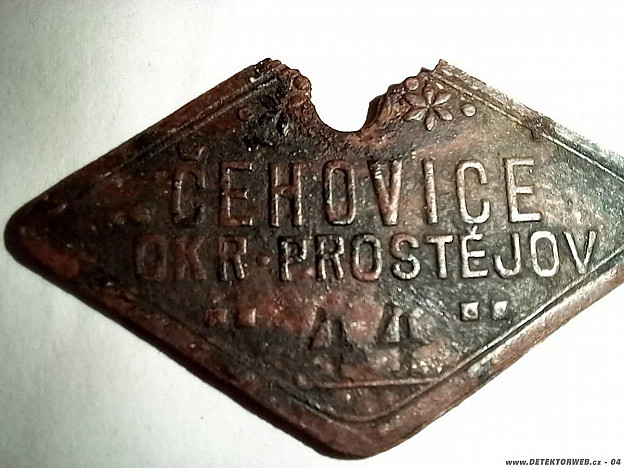 ČEHOVICE
OKR·PROSTĚJOV
44
www.DETEKTORWEB.cz - 04